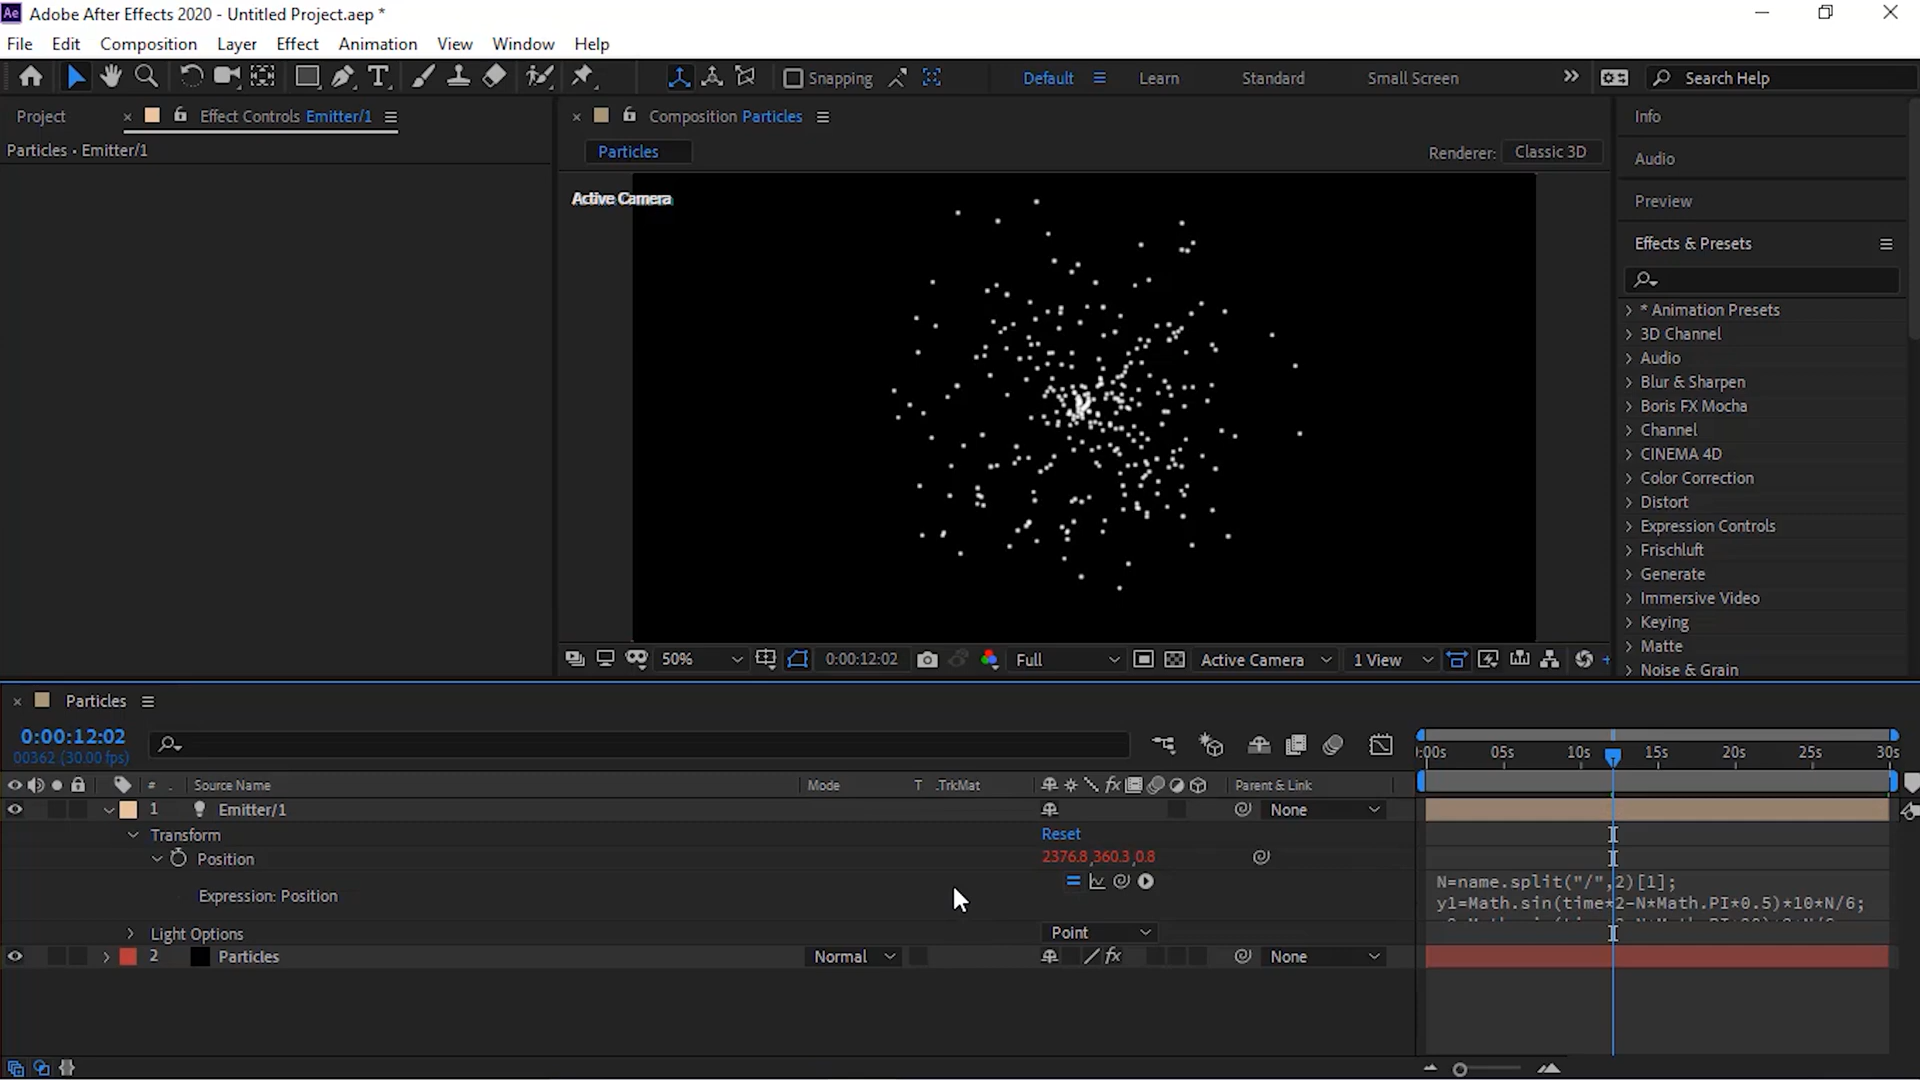 Ae Adobe After Effects 2020 - Untitled Project.aep *
File Edit Composition Layer Effect Animation View Window Help
Snapping Default Learn Standard Small Screen Search Help
Project Effect Controls Emitter/1 Composition Particles Info
Particles • Emitter/1 Particles Renderer: Classic 3D
Audio
Active Camera
Preview
Effects & Presets
* Animation Presets
3D Channel
Audio
Blur & Sharpen
Boris FX Mocha
Channel
CINEMA 4D
Color Correction
Distort
Expression Controls
Frischluft
Generate
Immersive Video
Keying
Matte
Noise & Grain
50% 0:00:12:02 Full Active Camera 1 View
Particles
0:00:12:02
00362 (30.00 fps)
:00s 05s 10s 15s 20s 25s 30s
# . Source Name Mode T .TrkMat fx Parent & Link
1 Emitter/1 None
Transform Reset
Position 2376.8,360.3,0.8
Expression: Position
N=name.split("/",2)[1];
y1=Math.sin(time*2-N*Math.PI*0.5)*10*N/6;
Light Options Point
2 Particles Normal fx None